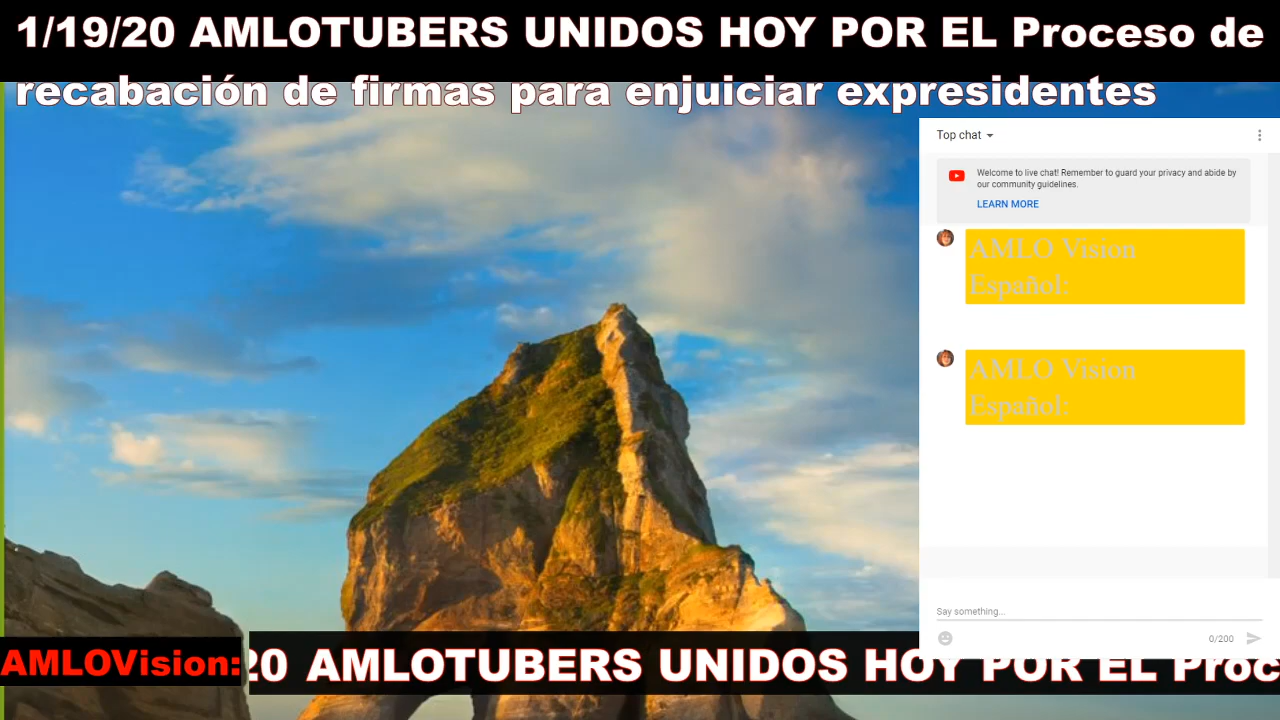 1/19/20 AMLOTUBERS UNIDOS HOY POR EL Proceso de
recabación de firmas para enjuiciar expresidentes
Top chat
Welcome to live chat! Remember to guard your privacy and abide by
our community guidelines.
LEARN MORE
AMLO Vision
Español:
AMLO Vision
Español:
Say something...
0/200
AMLOVision:
20 AMLOTUBERS UNIDOS HOY POR EL Proc